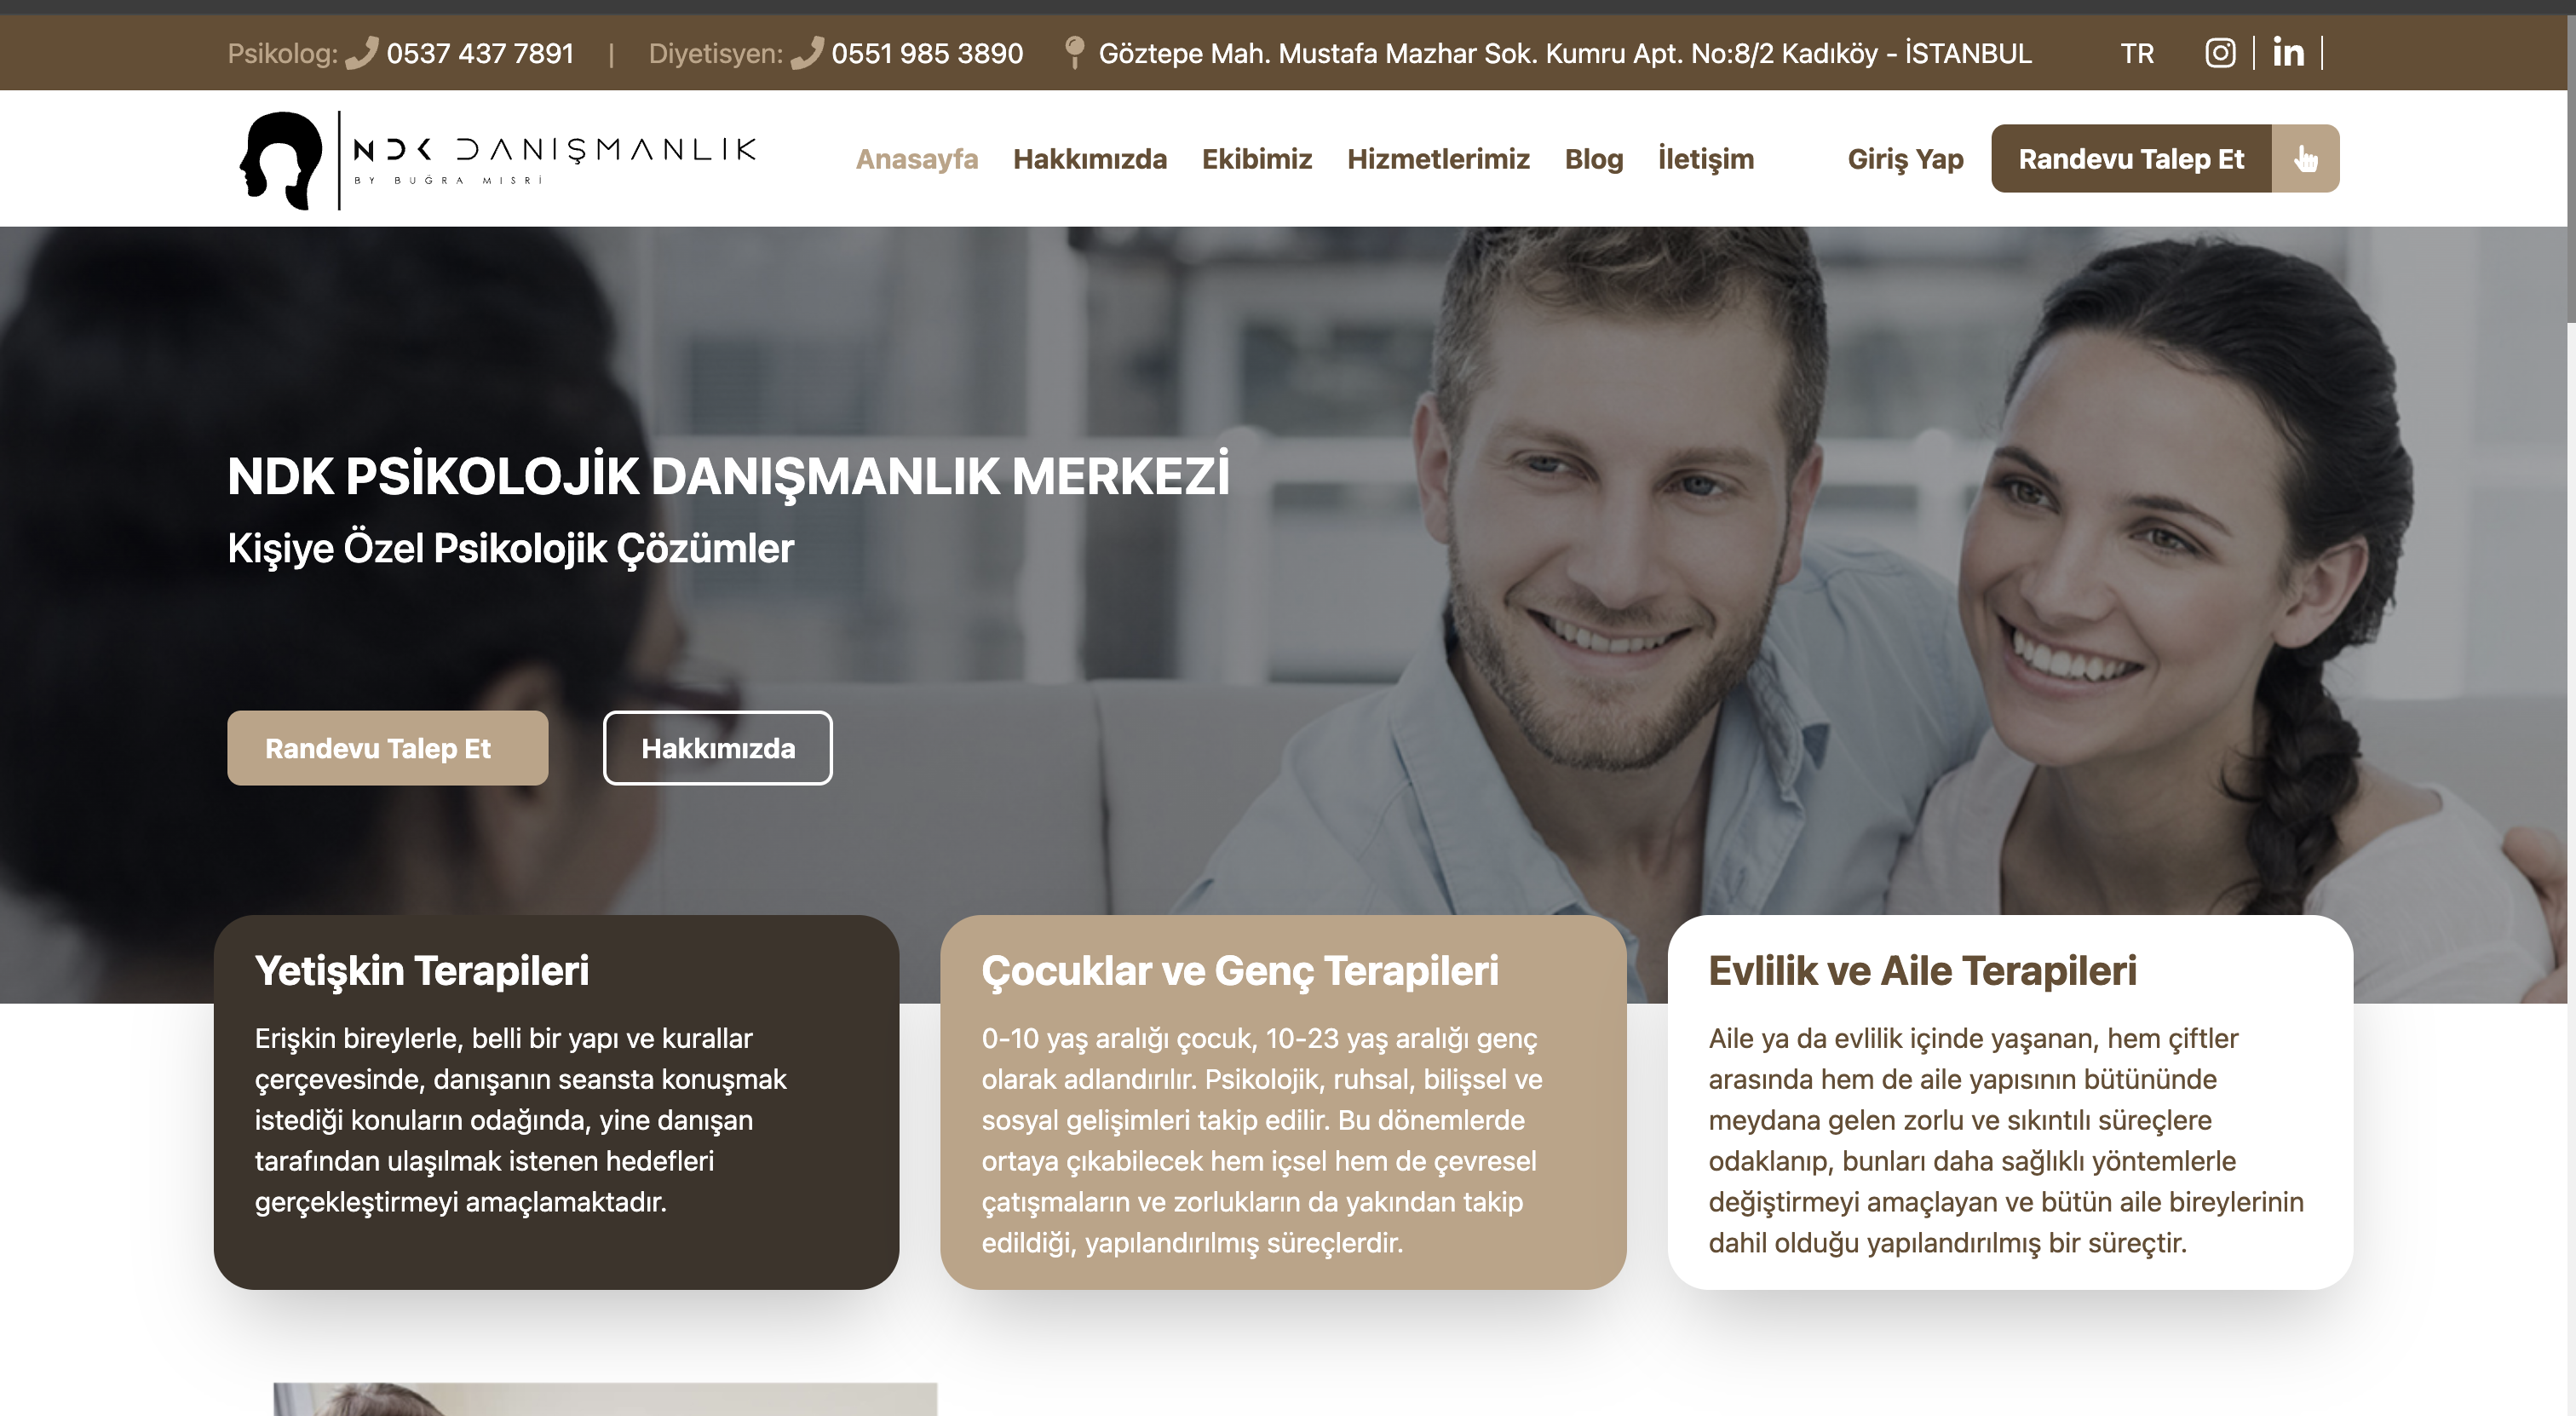 Psikolog: 0537 437 7891 | Diyetisyen: 0551 985 3890 Göztepe Mah. Mustafa Mazhar Sok. Kumru Apt. No:8/2 Kadıköy - İSTANBUL TR in
NDK DANIŞMANLIK
BY BUĞRA MISRİ
Anasayfa Hakkımızda Ekibimiz Hizmetlerimiz Blog İletişim Giriş Yap Randevu Talep Et
NDK PSİKOLOJİK DANIŞMANLIK MERKEZİ
Kişiye Özel Psikolojik Çözümler
Randevu Talep Et Hakkımızda
Yetişkin Terapileri
Erişkin bireylerle, belli bir yapı ve kurallar
çerçevesinde, danışanın seansta konuşmak
istediği konuların odağında, yine danışan
tarafından ulaşılmak istenen hedefleri
gerçekleştirmeyi amaçlamaktadır.
Çocuklar ve Genç Terapileri
0-10 yaş aralığı çocuk, 10-23 yaş aralığı genç
olarak adlandırılır. Psikolojik, ruhsal, bilişsel ve
sosyal gelişimleri takip edilir. Bu dönemlerde
ortaya çıkabilecek hem içsel hem de çevresel
çatışmaların ve zorlukların da yakından takip
edildiği, yapılandırılmış süreçlerdir.
Evlilik ve Aile Terapileri
Aile ya da evlilik içinde yaşanan, hem çiftler
arasında hem de aile yapısının bütününde
meydana gelen zorlu ve sıkıntılı süreçlere
odaklanıp, bunları daha sağlıklı yöntemlerle
değiştirmeyi amaçlayan ve bütün aile bireylerinin
dahil olduğu yapılandırılmış bir süreçtir.